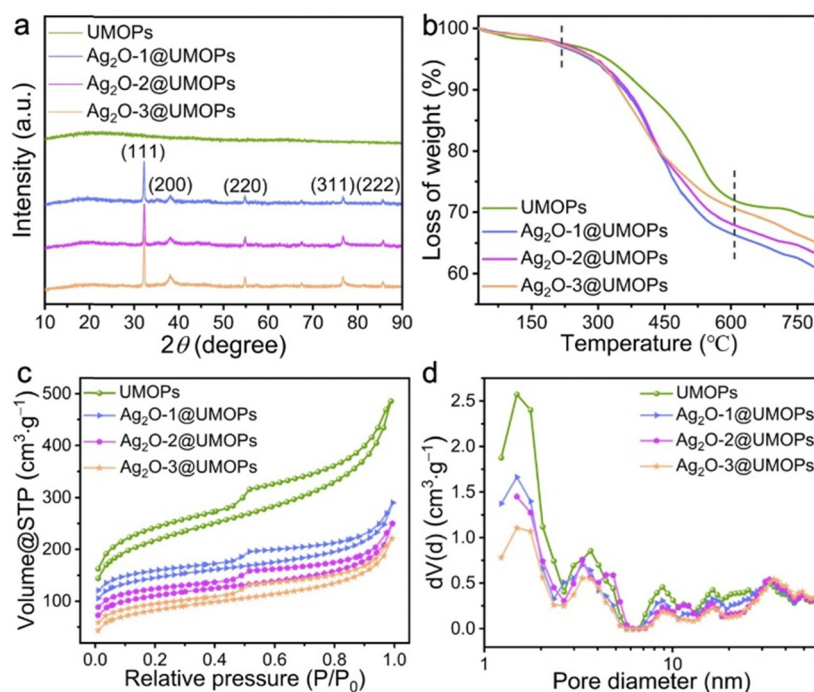 a
UMOPs
Ag₂O-1@UMOPs
Ag₂O-2@UMOPs
Ag₂O-3@UMOPs
(111)
(200)
(220)
(311)
(222)
Intensity (a.u.)
10 20 30 40 50 60 70 80 90
2θ (degree)
b
100
90
80
70
60
Loss of weight (%)
UMOPs
Ag₂O-1@UMOPs
Ag₂O-2@UMOPs
Ag₂O-3@UMOPs
150 300 450 600 750
Temperature (℃)
c
500
400
300
200
100
0
Volume@STP (cm³·g⁻¹)
UMOPs
Ag₂O-1@UMOPs
Ag₂O-2@UMOPs
Ag₂O-3@UMOPs
0.0 0.2 0.4 0.6 0.8 1.0
Relative pressure (P/P₀)
d
2.5
2.0
1.5
1.0
0.5
0.0
dV(d) (cm³·g⁻¹)
UMOPs
Ag₂O-1@UMOPs
Ag₂O-2@UMOPs
Ag₂O-3@UMOPs
1 10
Pore diameter (nm)